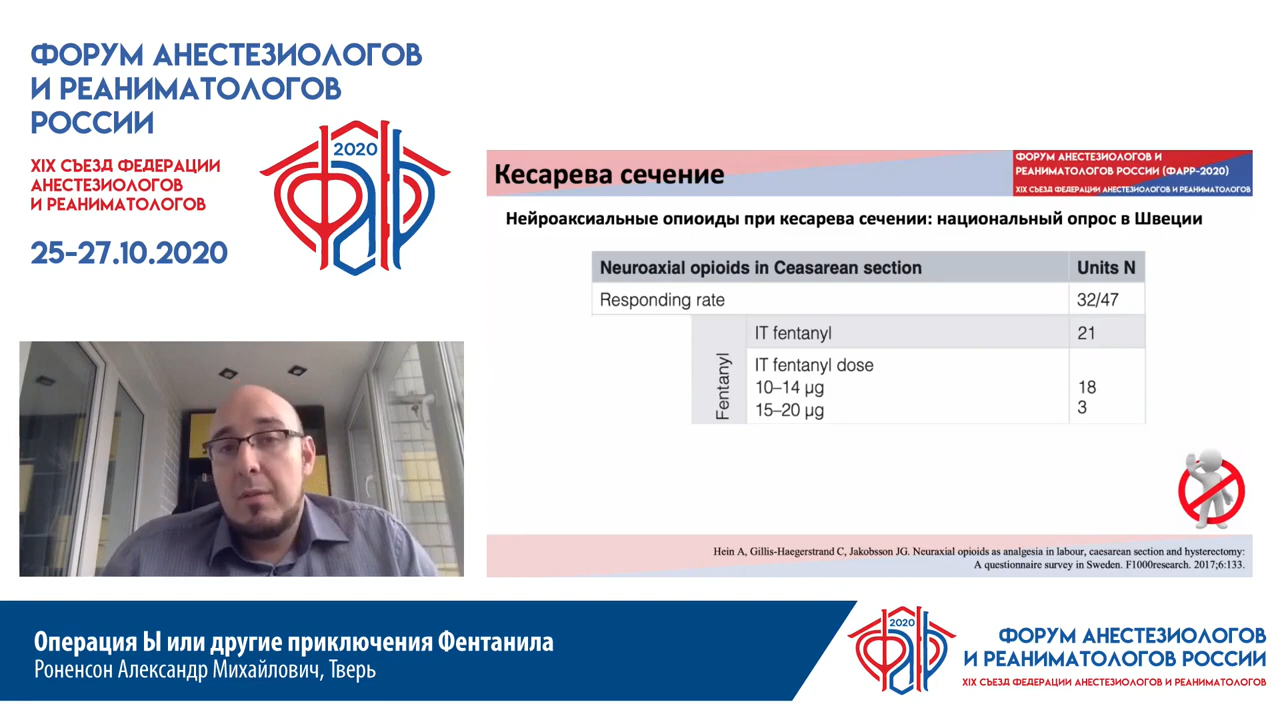 ФОРУМ АНЕСТЕЗИОЛОГОВ
И РЕАНИМАТОЛОГОВ
РОССИИ
XIX СЪЕЗД ФЕДЕРАЦИИ
АНЕСТЕЗИОЛОГОВ
И РЕАНИМАТОЛОГОВ
25-27.10.2020
2020
Кесарева сечение
ФОРУМ АНЕСТЕЗИОЛОГОВ И
РЕАНИМАТОЛОГОВ РОССИИ (ФАРР-2020)
XIX СЪЕЗД ФЕДЕРАЦИИ АНЕСТЕЗИОЛОГОВ И РЕАНИМАТОЛОГОВ
Нейроаксиальные опиоиды при кесарева сечении: национальный опрос в Швеции
Neuroaxial opioids in Ceasarean section Units N
Responding rate 32/47
Fentanyl
IT fentanyl 21
IT fentanyl dose
10–14 µg 18
15–20 µg 3
Hein A, Gillis-Haegerstrand C, Jakobsson JG. Neuraxial opioids as analgesia in labour, caesarean section and hysterectomy:
A questionnaire survey in Sweden. F1000research. 2017;6:133.
Операция Ы или другие приключения Фентанила
Роненсон Александр Михайлович, Тверь
2020
ФОРУМ АНЕСТЕЗИОЛОГОВ
И РЕАНИМАТОЛОГОВ РОССИИ
XIX СЪЕЗД ФЕДЕРАЦИИ АНЕСТЕЗИОЛОГОВ И РЕАНИМАТОЛОГОВ